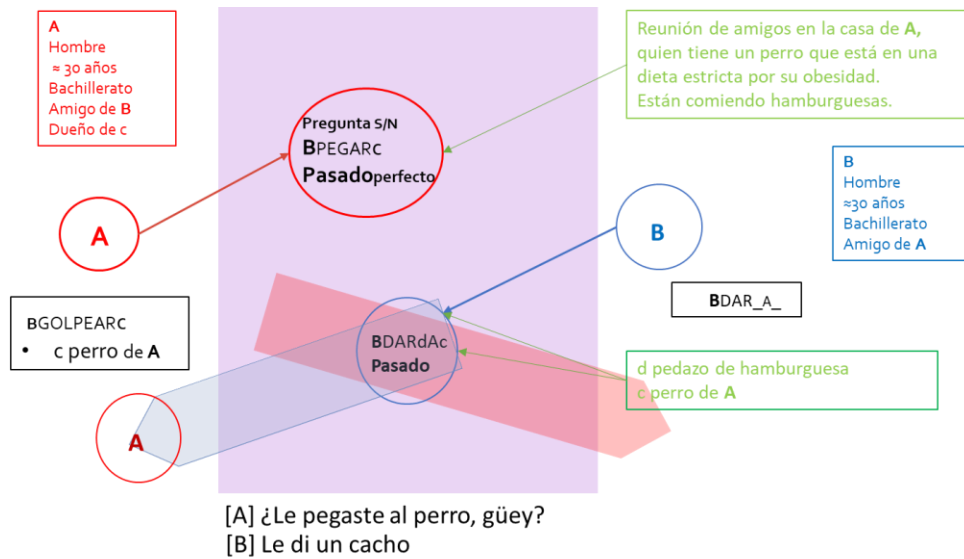 A
Hombre
≈ 30 años
Bachillerato
Amigo de B
Dueño de c
Reunión de amigos en la casa de A,
quien tiene un perro que está en una
dieta estricta por su obesidad.
Están comiendo hamburguesas.
Pregunta S/N
BPEGARC
Pasadoperfecto
A
B
B
Hombre
≈30 años
Bachillerato
Amigo de A
BGOLPEARC
• c perro de A
BDAR_A_
BDARdAc
Pasado
d pedazo de hamburguesa
c perro de A
A
[A] ¿Le pegaste al perro, güey?
[B] Le di un cacho